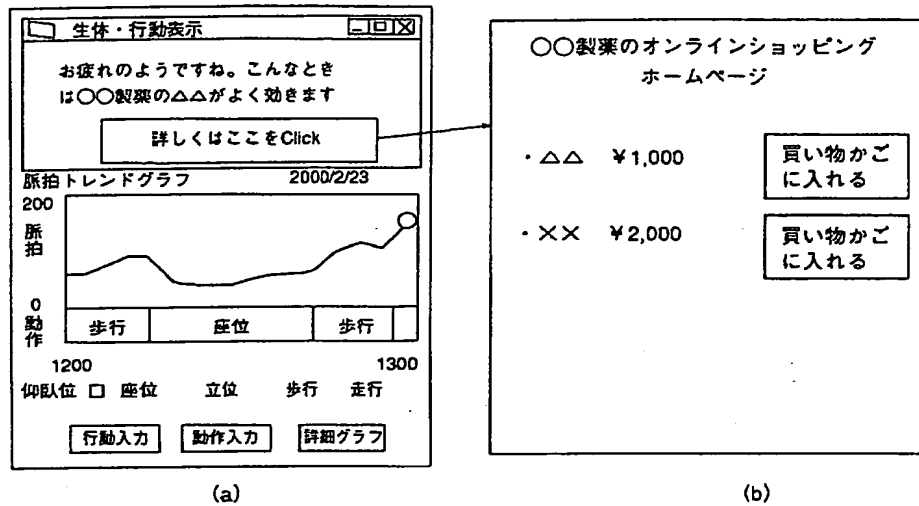 生体・行動表示
お疲れのようですね。こんなとき
は〇〇製薬の△△がよく効きます
詳しくはここをClick
脈拍トレンドグラフ 2000/2/23
200
脈拍
0
動作
歩行 座位 歩行
1200 1300
仰臥位 □ 座位 立位 歩行 走行
行動入力 動作入力 詳細グラフ
(a)
〇〇製薬のオンラインショッピング
ホームページ
・△△ ¥1,000
買い物かご
に入れる
・×× ¥2,000
買い物かご
に入れる
(b)